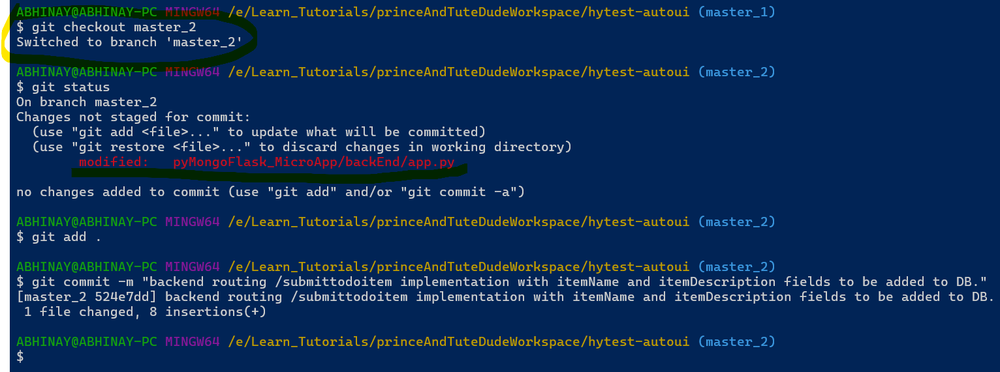 ABHINAY@ABHINAY-PC MINGW64 /e/Learn_Tutorials/princeAndTuteDudeWorkspace/hytest-autoui (master_1)
$ git checkout master_2
Switched to branch 'master_2'
ABHINAY@ABHINAY-PC MINGW64 /e/Learn_Tutorials/princeAndTuteDudeWorkspace/hytest-autoui (master_2)
$ git status
On branch master_2
Changes not staged for commit:
  (use "git add <file>..." to update what will be committed)
  (use "git restore <file>..." to discard changes in working directory)
        modified:   pyMongoFlask_MicroApp/backEnd/app.py
no changes added to commit (use "git add" and/or "git commit -a")
ABHINAY@ABHINAY-PC MINGW64 /e/Learn_Tutorials/princeAndTuteDudeWorkspace/hytest-autoui (master_2)
$ git add .
ABHINAY@ABHINAY-PC MINGW64 /e/Learn_Tutorials/princeAndTuteDudeWorkspace/hytest-autoui (master_2)
$ git commit -m "backend routing /submittodoitem implementation with itemName and itemDescription fields to be added to DB."
[master_2 524e7dd] backend routing /submittodoitem implementation with itemName and itemDescription fields to be added to DB.
 1 file changed, 8 insertions(+)
ABHINAY@ABHINAY-PC MINGW64 /e/Learn_Tutorials/princeAndTuteDudeWorkspace/hytest-autoui (master_2)
$